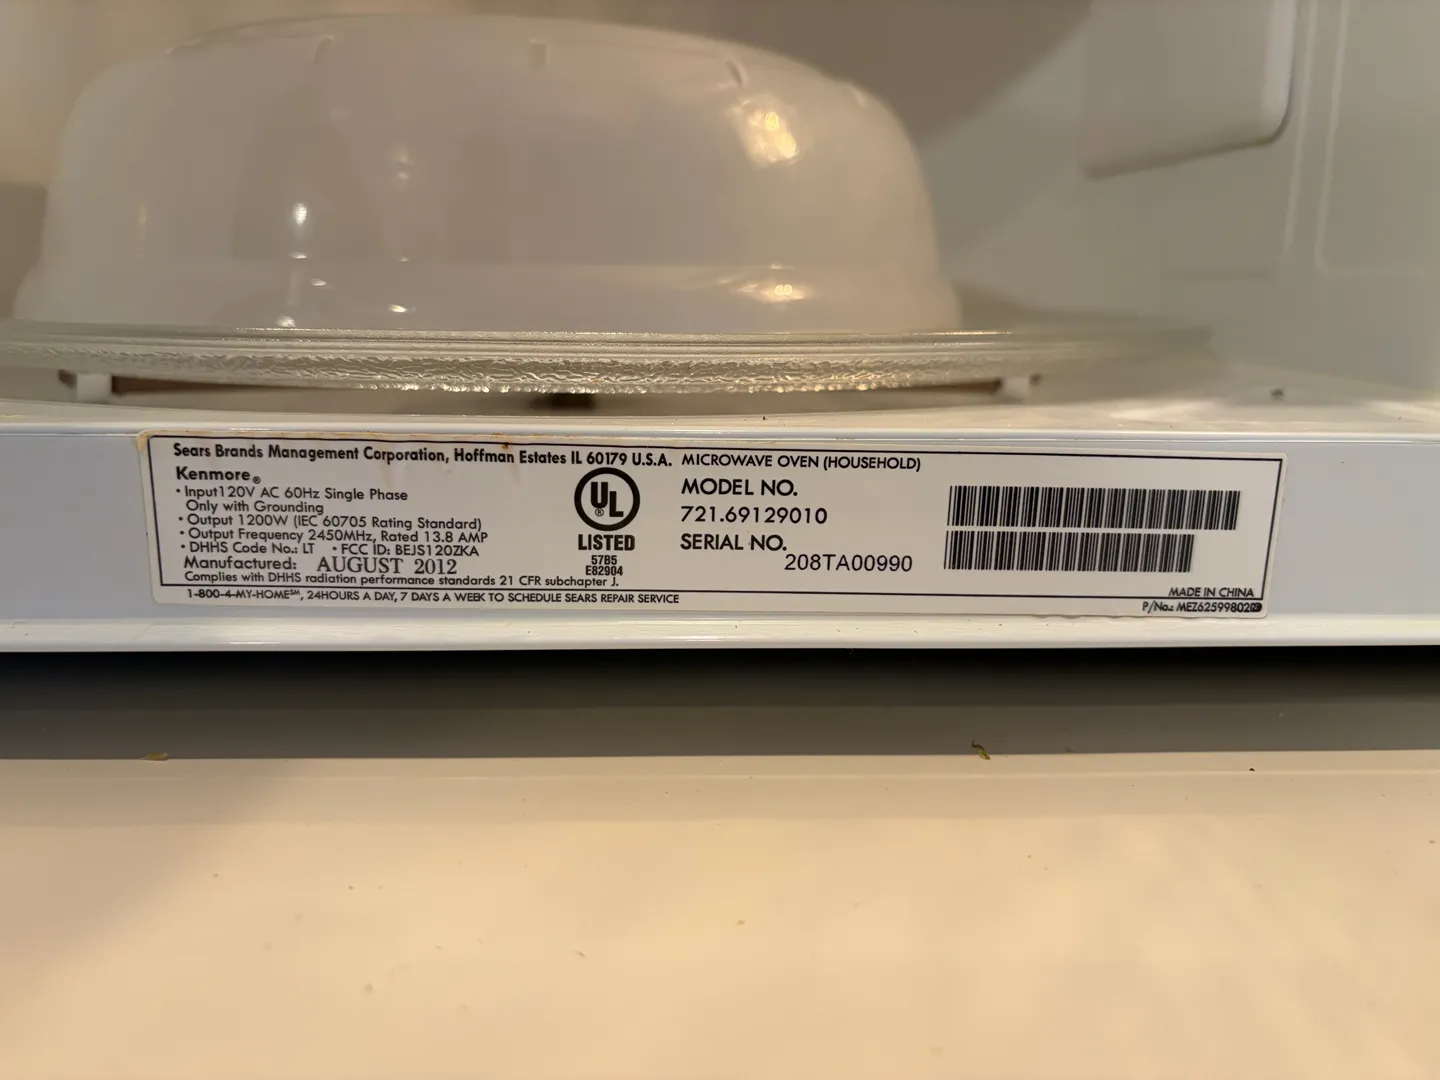 Sears Brands Management Corporation, Hoffman Estates IL 60179 U.S.A.
Kenmore®
• Input120V AC 60Hz Single Phase
Only with Grounding
• Output 1200W (IEC 60705 Rating Standard)
• Output Frequency 2450MHz, Rated 13.8 AMP
• DHHS Code No.: LT • FCC ID: BEJS120ZKA
Manufactured: AUGUST 2012
Complies with DHHS radiation performance standards 21 CFR subchapter J.
1-800-4-MY-HOME℠, 24HOURS A DAY, 7 DAYS A WEEK TO SCHEDULE SEARS REPAIR SERVICE
UL ®
LISTED
57B5
E82904
MICROWAVE OVEN (HOUSEHOLD)
MODEL NO.
721.69129010
SERIAL NO.
208TA00990
MADE IN CHINA
P/No.: